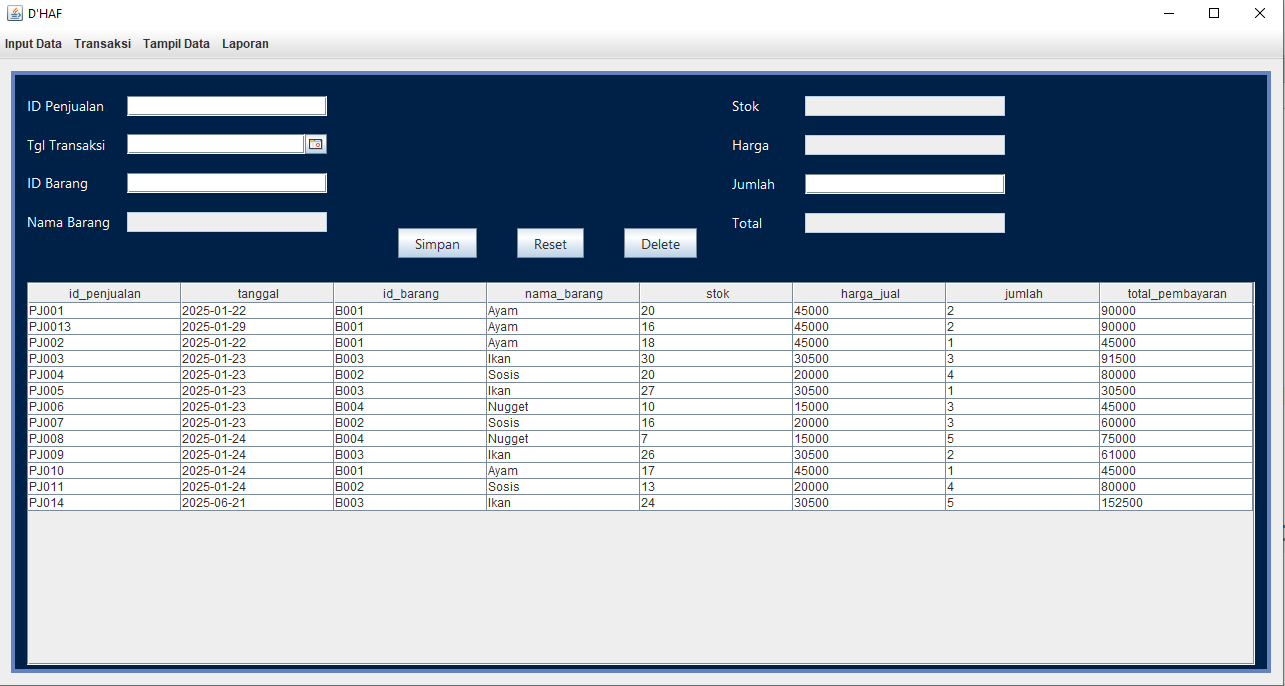 D'HAF
Input Data Transaksi Tampil Data Laporan
ID Penjualan
Tgl Transaksi
ID Barang
Nama Barang
Stok
Harga
Jumlah
Total
Simpan Reset Delete
id_penjualan tanggal id_barang nama_barang stok harga_jual jumlah total_pembayaran
PJ001 2025-01-22 B001 Ayam 20 45000 2 90000
PJ0013 2025-01-29 B001 Ayam 16 45000 2 90000
PJ002 2025-01-22 B001 Ayam 18 45000 1 45000
PJ003 2025-01-23 B003 Ikan 30 30500 3 91500
PJ004 2025-01-23 B002 Sosis 20 20000 4 80000
PJ005 2025-01-23 B003 Ikan 27 30500 1 30500
PJ006 2025-01-23 B004 Nugget 10 15000 3 45000
PJ007 2025-01-23 B002 Sosis 16 20000 3 60000
PJ008 2025-01-24 B004 Nugget 7 15000 5 75000
PJ009 2025-01-24 B003 Ikan 26 30500 2 61000
PJ010 2025-01-24 B001 Ayam 17 45000 1 45000
PJ011 2025-01-24 B002 Sosis 13 20000 4 80000
PJ014 2025-06-21 B003 Ikan 24 30500 5 152500